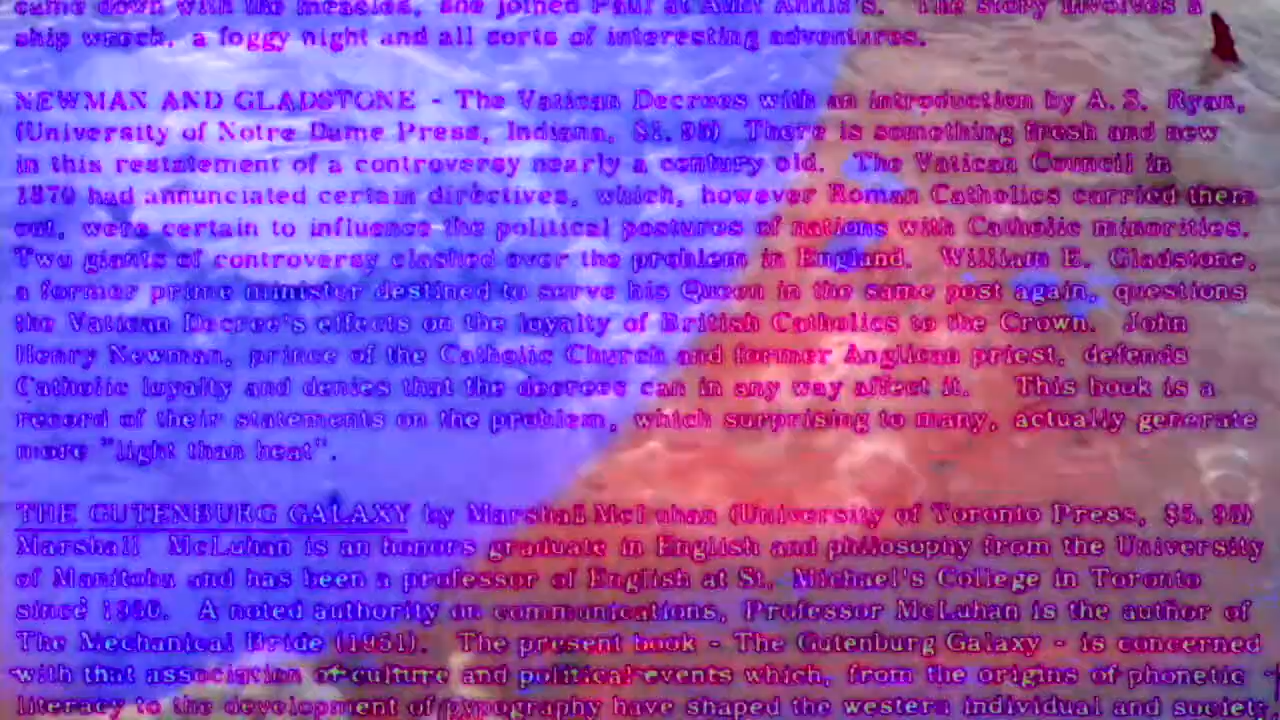 came down with the measles, she joined Paul at Aunt Annie's. The story involves a
ship wreck, a foggy night and all sorts of interesting adventures.
NEWMAN AND GLADSTONE - The Vatican Decrees with an introduction by A. S. Ryan,
(University of Notre Dame Press, Indiana, $1.95) There is something fresh and new
in this restatement of a controversy nearly a century old. The Vatican Council in
1870 had annunciated certain directives, which, however Roman Catholics carried them
out, were certain to influence the political postures of nations with Catholic minorities.
Two giants of controversy clashed over the problem in England. William E. Gladstone,
a former prime minister destined to serve his Queen in the same post again, questions
the Vatican Decree's effects on the loyalty of British Catholics to the Crown. John
Henry Newman, prince of the Catholic Church and former Anglican priest, defends
Catholic loyalty and denies that the decrees can in any way affect it. This book is a
record of their statements on the problem, which surprising to many, actually generate
more "light than heat".
THE GUTENBURG GALAXY by Marshall McLuhan (University of Toronto Press, $5.95)
Marshall McLuhan is an honors graduate in English and philosophy from the University
of Manitoba and has been a professor of English at St. Michael's College in Toronto
since 1950. A noted authority on communications, Professor McLuhan is the author of
The Mechanical Bride (1951). The present book - The Gutenburg Galaxy - is concerned
with that association of culture and political events which, from the origins of phonetic
literacy to the development of typography have shaped the western individual and society;